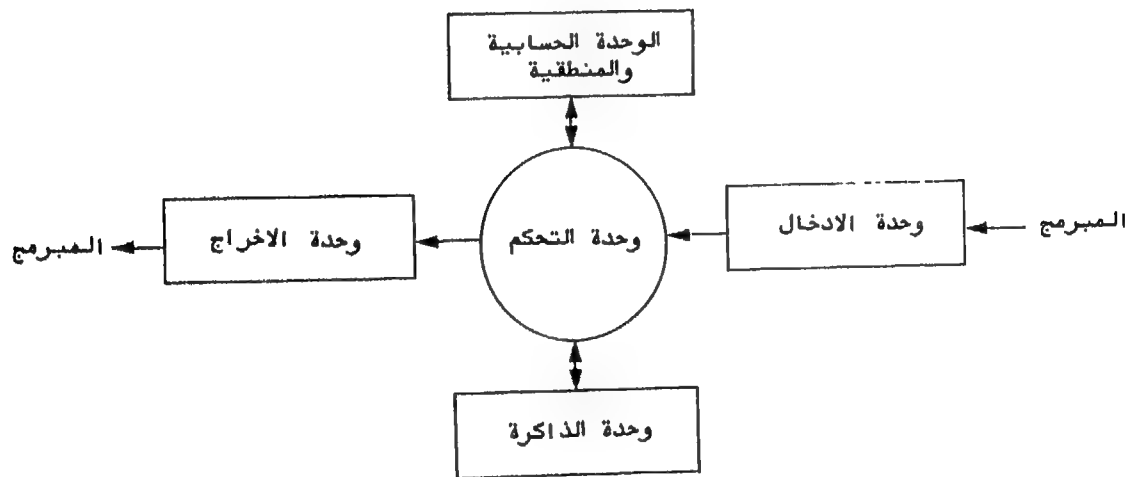 الوحدة الحسابية
والمنطقية
المبرمج
وحدة الادخال
وحدة التحكم
وحدة الاخراج
المبرمج
وحدة الذاكرة